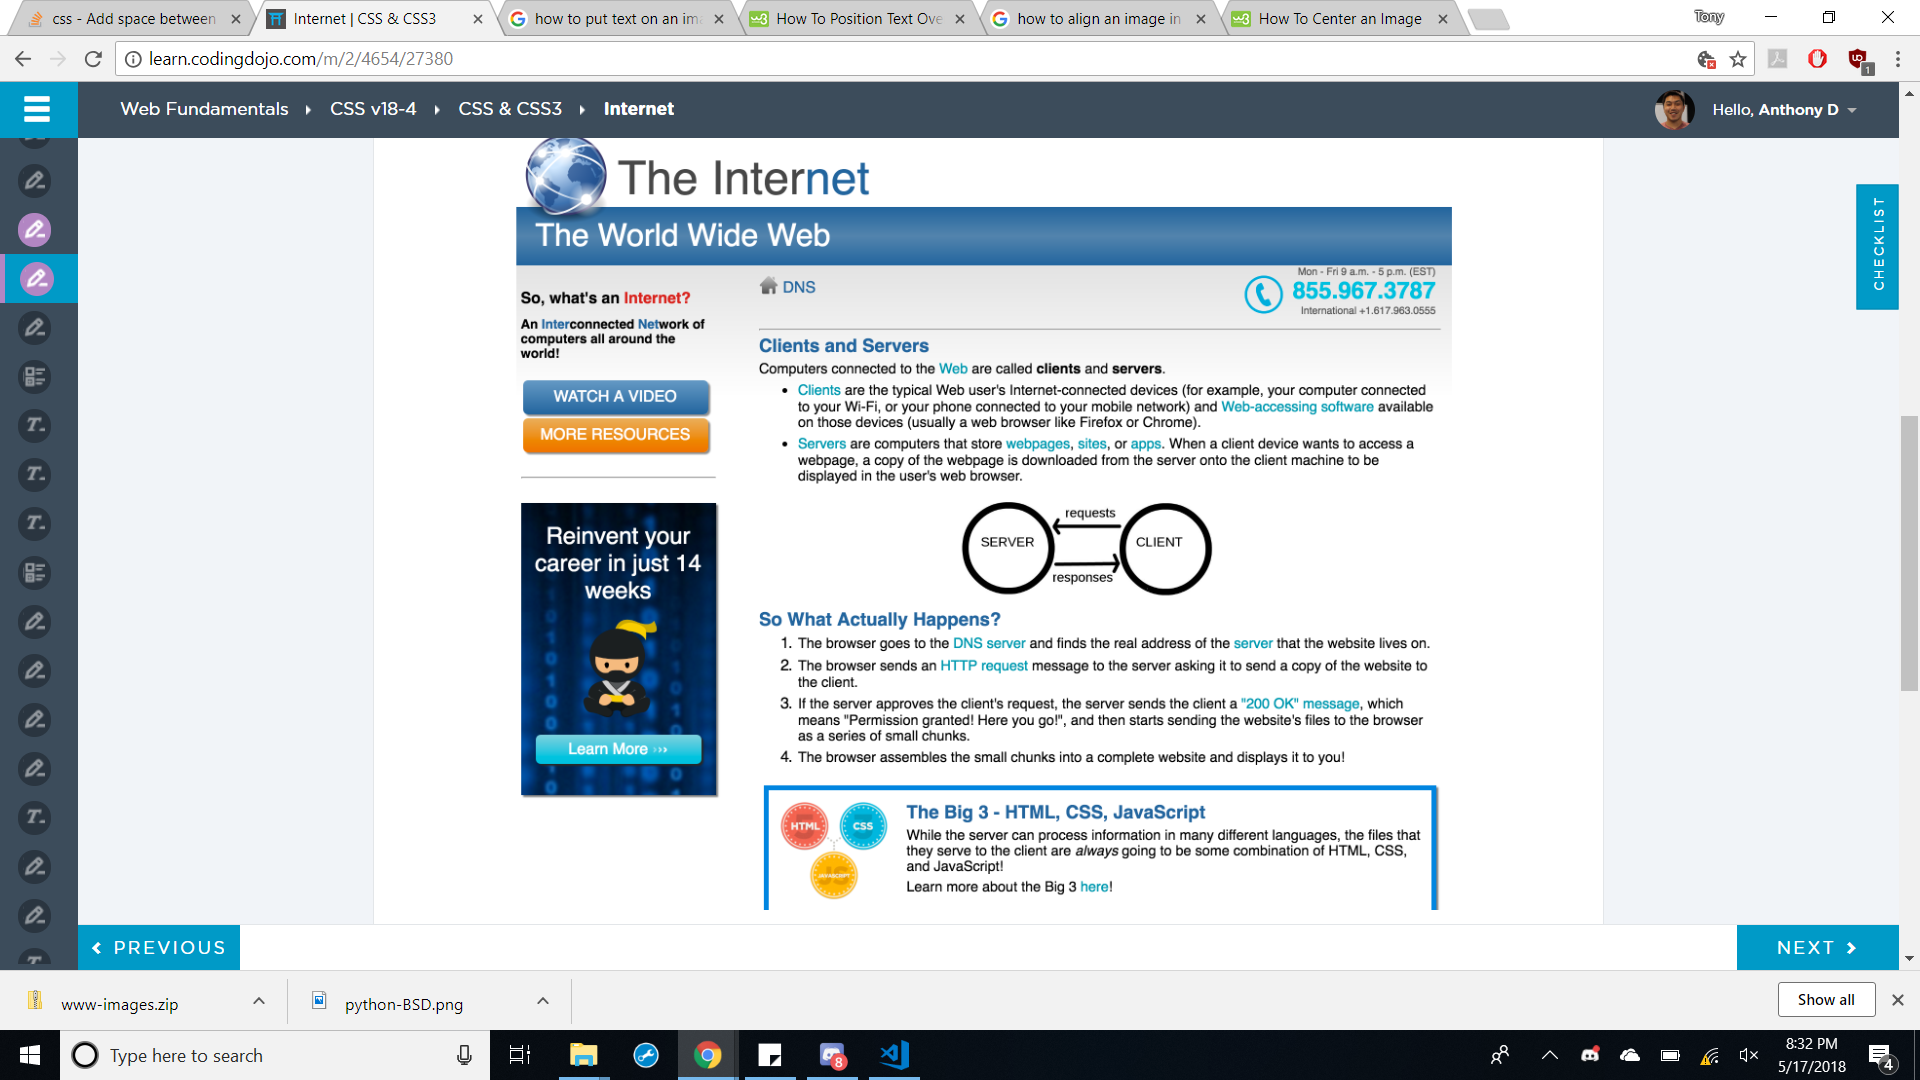 css - Add space between
Internet | CSS & CSS3
how to put text on an im
How To Position Text Ove
how to align an image in
How To Center an Image
Tony
learn.codingdojo.com/m/2/4654/27380
1
Web Fundamentals
CSS v18-4
CSS & CSS3
Internet
Hello, Anthony D
CHECKLIST
The Internet
The World Wide Web
So, what's an Internet?
An Interconnected Network of
computers all around the
world!
WATCH A VIDEO
MORE RESOURCES
Reinvent your
career in just 14
weeks
Learn More ›››
DNS
Mon - Fri 9 a.m. - 5 p.m. (EST)
855.967.3787
International +1.617.963.0555
Clients and Servers
Computers connected to the Web are called clients and servers.
• Clients are the typical Web user's Internet-connected devices (for example, your computer connected
to your Wi-Fi, or your phone connected to your mobile network) and Web-accessing software available
on those devices (usually a web browser like Firefox or Chrome).
• Servers are computers that store webpages, sites, or apps. When a client device wants to access a
webpage, a copy of the webpage is downloaded from the server onto the client machine to be
displayed in the user's web browser.
requests
SERVER
CLIENT
responses
So What Actually Happens?
1. The browser goes to the DNS server and finds the real address of the server that the website lives on.
2. The browser sends an HTTP request message to the server asking it to send a copy of the website to
the client.
3. If the server approves the client's request, the server sends the client a "200 OK" message, which
means "Permission granted! Here you go!", and then starts sending the website's files to the browser
as a series of small chunks.
4. The browser assembles the small chunks into a complete website and displays it to you!
HTML
CSS
JAVASCRIPT
The Big 3 - HTML, CSS, JavaScript
While the server can process information in many different languages, the files that
they serve to the client are always going to be some combination of HTML, CSS,
and JavaScript!
Learn more about the Big 3 here!
PREVIOUS
NEXT
www-images.zip
python-BSD.png
Show all
Type here to search
8
8:32 PM
5/17/2018
4